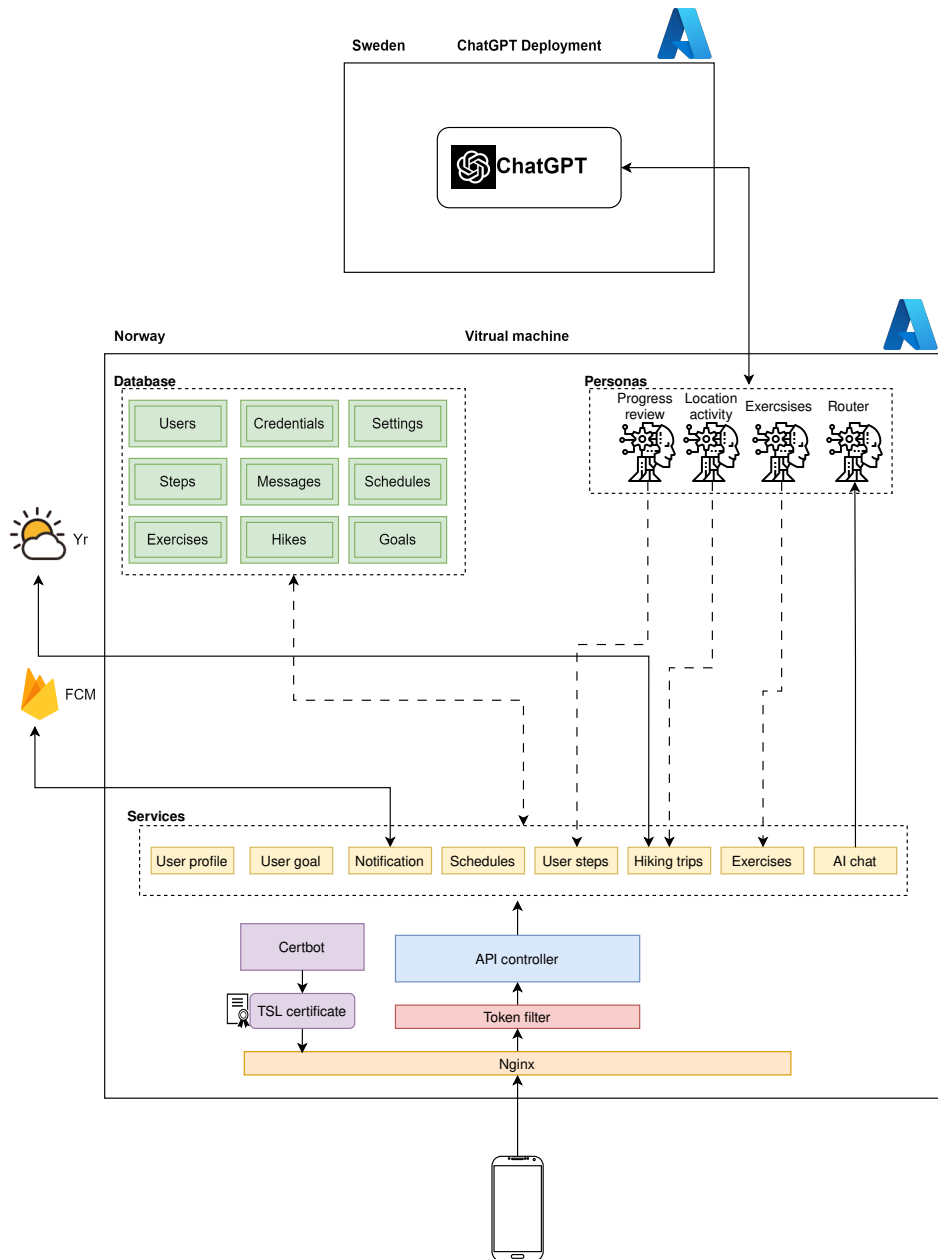 Sweden
ChatGPT Deployment
ChatGPT
Norway
Vitrual machine
Database
Users
Credentials
Settings
Steps
Messages
Schedules
Exercises
Hikes
Goals
Personas
Progress
review
Location
activity
Exercsises
Router
Yr
FCM
Services
User profile
User goal
Notification
Schedules
User steps
Hiking trips
Exercises
AI chat
Certbot
API controller
TSL certificate
Token filter
Nginx